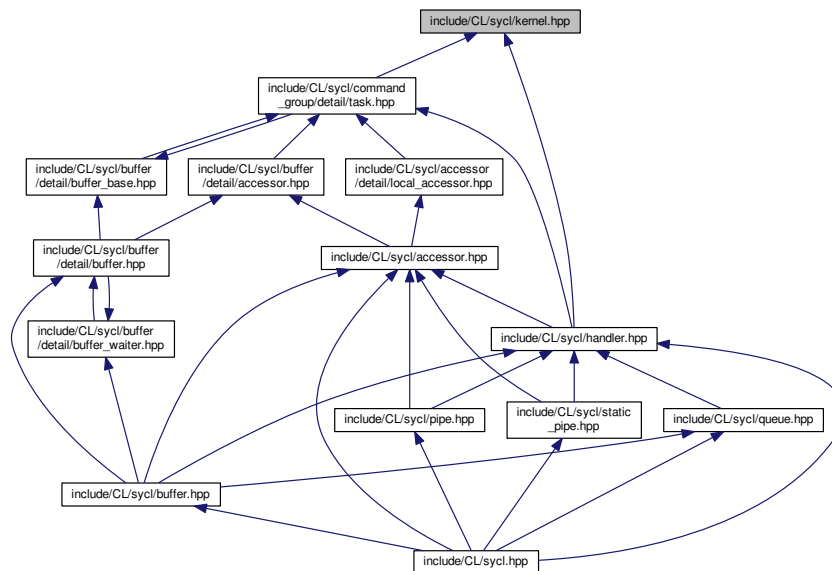 include/CL/sycl/kernel.hpp
include/CL/sycl/command
_group/detail/task.hpp
include/CL/sycl/buffer
/detail/buffer_base.hpp
include/CL/sycl/buffer
/detail/accessor.hpp
include/CL/sycl/accessor
/detail/local_accessor.hpp
include/CL/sycl/buffer
/detail/buffer.hpp
include/CL/sycl/accessor.hpp
include/CL/sycl/buffer
/detail/buffer_waiter.hpp
include/CL/sycl/handler.hpp
include/CL/sycl/pipe.hpp
include/CL/sycl/static
_pipe.hpp
include/CL/sycl/queue.hpp
include/CL/sycl/buffer.hpp
include/CL/sycl.hpp